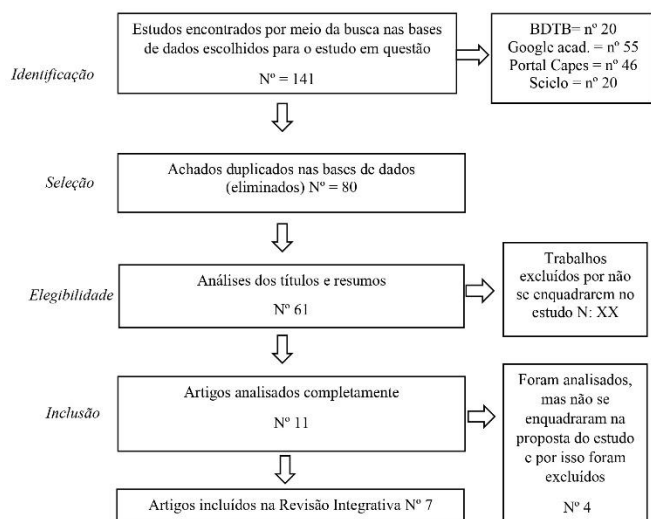 Estudos encontrados por meio da busca nas bases
de dados escolhidos para o estudo em questão
Nº = 141
BDTB= nº 20
Google acad. = nº 55
Portal Capes = nº 46
Scielo = nº 20
Identificação
Seleção
Achados duplicados nas bases de dados
(eliminados) Nº = 80
Elegibilidade
Análises dos títulos e resumos
Nº 61
Trabalhos
excluídos por não
se enquadrarem no
estudo N: XX
Inclusão
Artigos analisados completamente
Nº 11
Foram analisados,
mas não se
enquadraram na
proposta do estudo
e por isso foram
excluídos
Nº 4
Artigos incluídos na Revisão Integrativa Nº 7